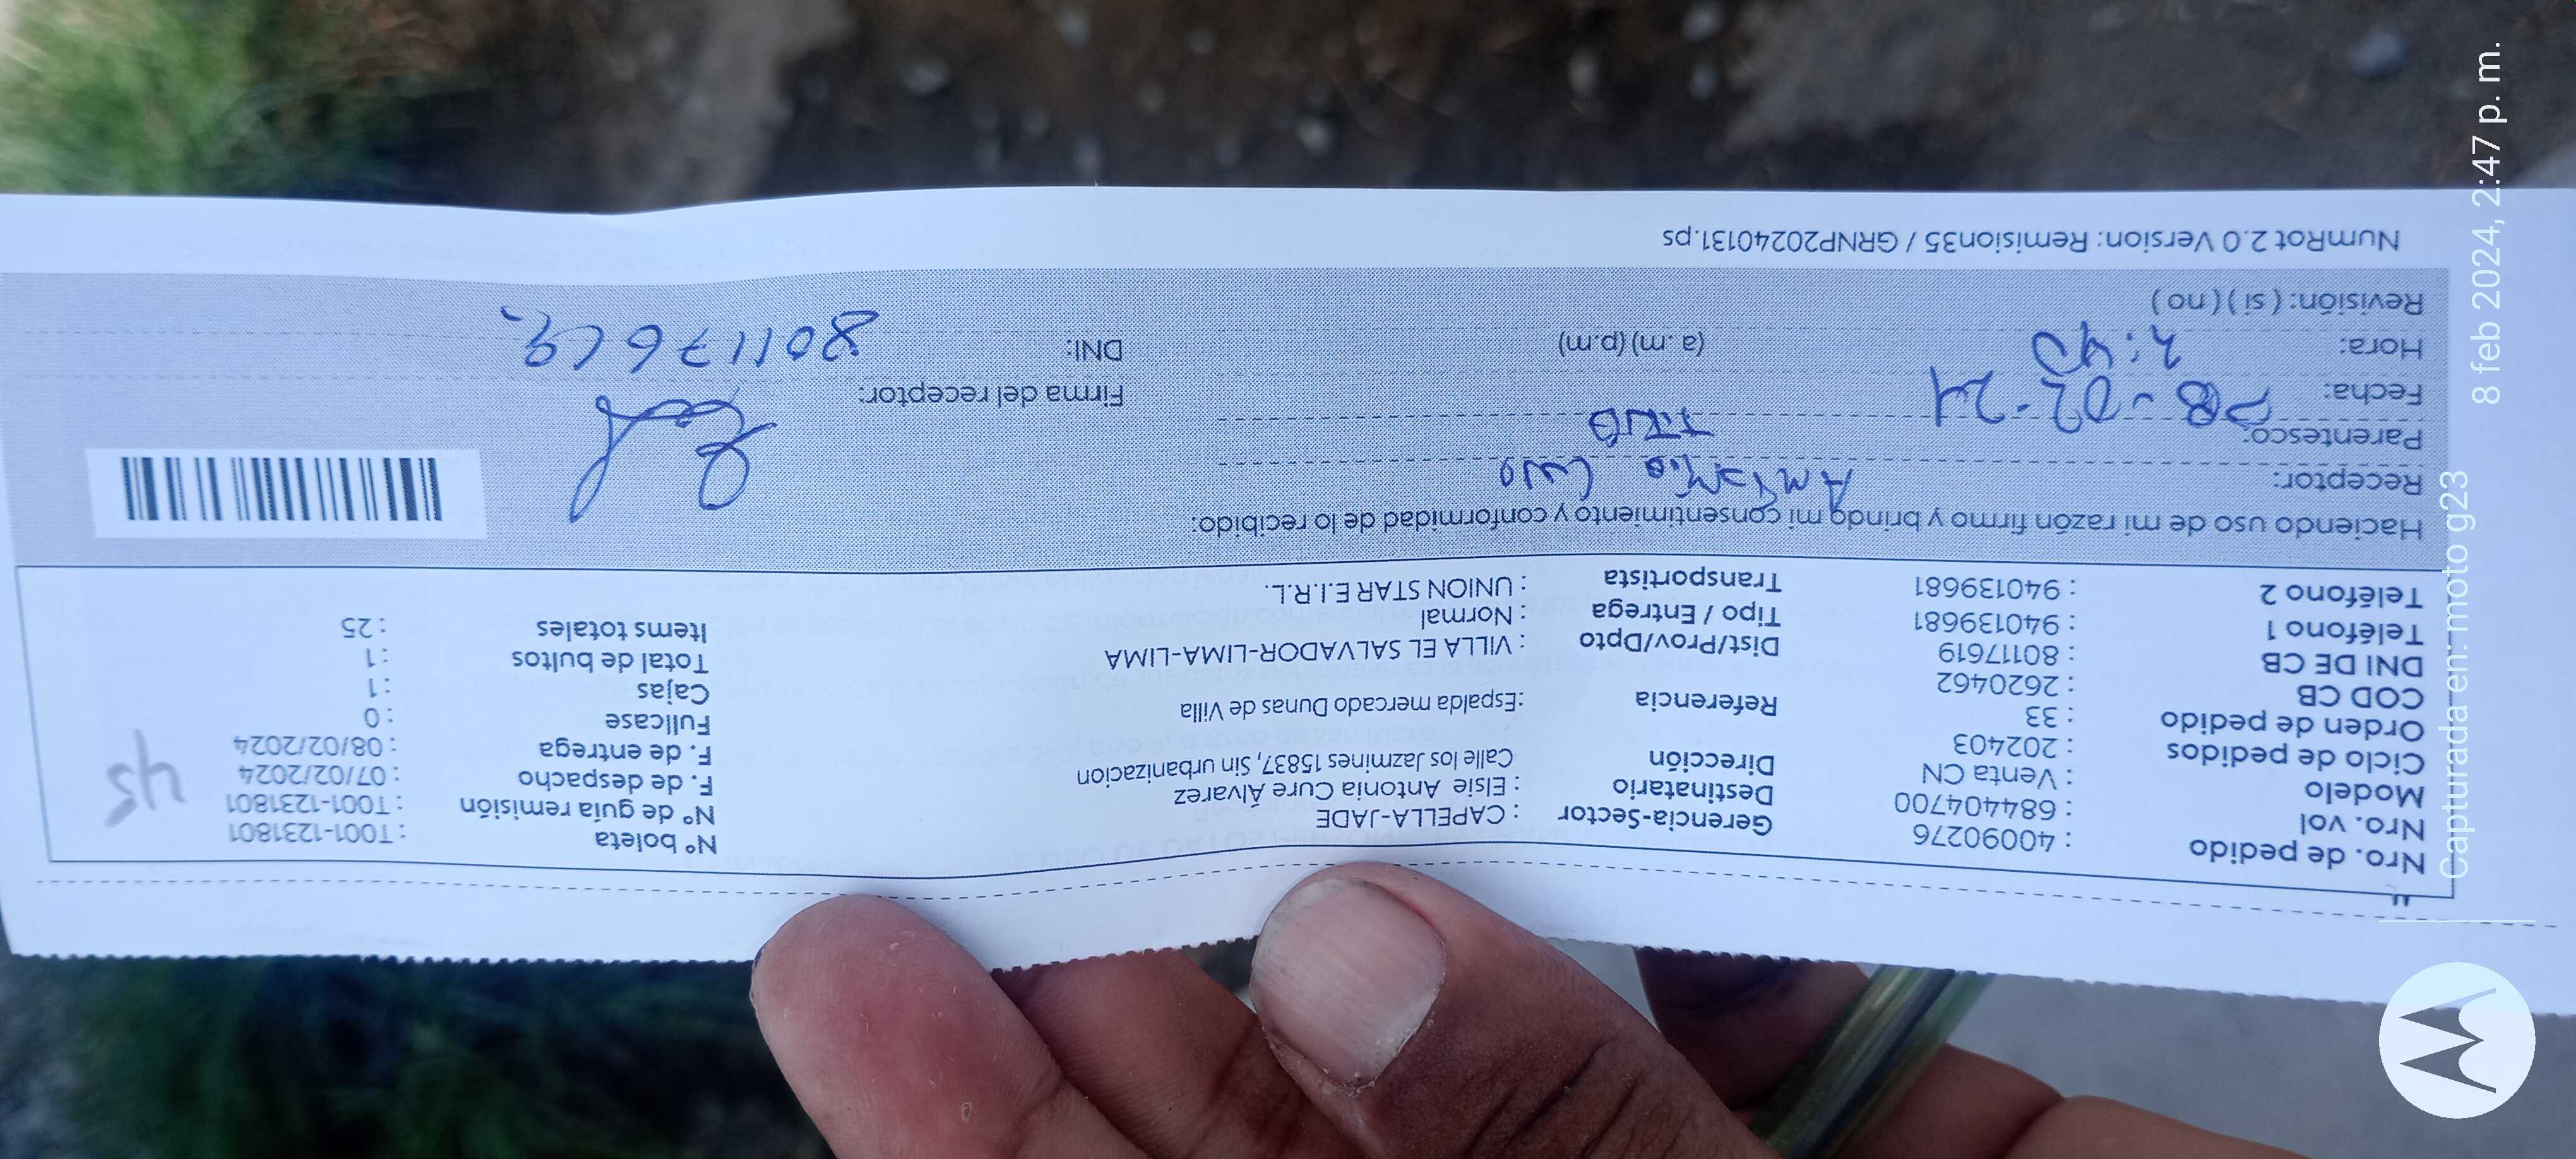 Nro. de pedido : 40090276 Gerencia-Sector : CAPELLA-JADE N° boleta : T001-1231801
Nro. vol : 684404700 Destinatario : Elsie Antonia Cure Álvarez N° de guía remisión : T001-1231801
Modelo : Venta CN Dirección Calle los Jazmines 15837, Sin urbanizacion F. de despacho : 07/02/2024
Ciclo de pedidos : 202403 F. de entrega : 08/02/2024
Orden de pedido : 33 Referencia :Espalda mercado Dunas de Villa Fullcase : 0
COD CB : 2620462 Cajas : 1
DNI DE CB : 80117619 Dist/Prov/Dpto : VILLA EL SALVADOR-LIMA-LIMA Total de bultos : 1
Teléfono 1 : 940139681 Tipo / Entrega : Normal Items totales : 25
Teléfono 2 : 940139681 Transportista : UNION STAR E.I.R.L.
45
Haciendo uso de mi razón firmo y brindo mi consentimiento y conformidad de lo recibido:
Receptor:
Parentesco:
Fecha: 08-02-24 Firma del receptor:
Hora: 2:40 (a .m) (p.m) DNI: 80117619
Revisión: ( si ) ( no )
NumRot 2.0 Version: Remision35 / GRNP20240131.ps
Capturada en: moto g23
8 feb 2024, 2:47 p. m.